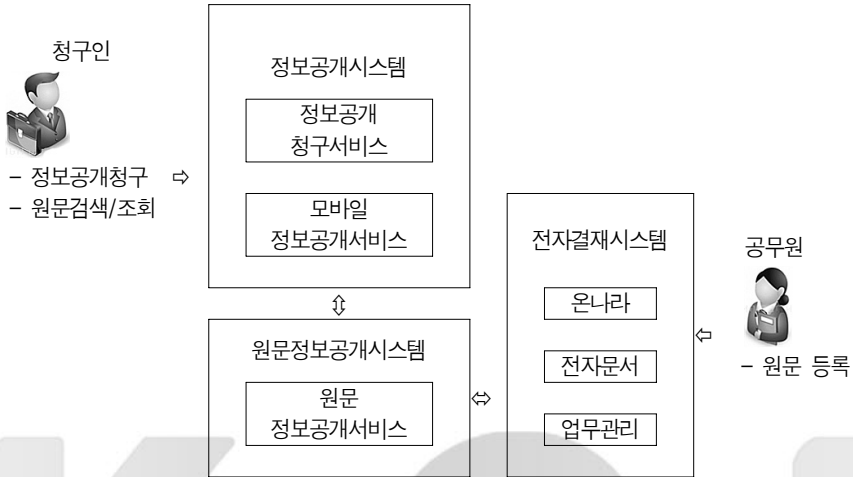 청구인
– 정보공개청구 ⇨
– 원문검색/조회
정보공개시스템
정보공개
청구서비스
모바일
정보공개서비스
⇕
원문정보공개시스템
원문
정보공개서비스
⇔
전자결재시스템
온나라
전자문서
업무관리
⇦
공무원
– 원문 등록